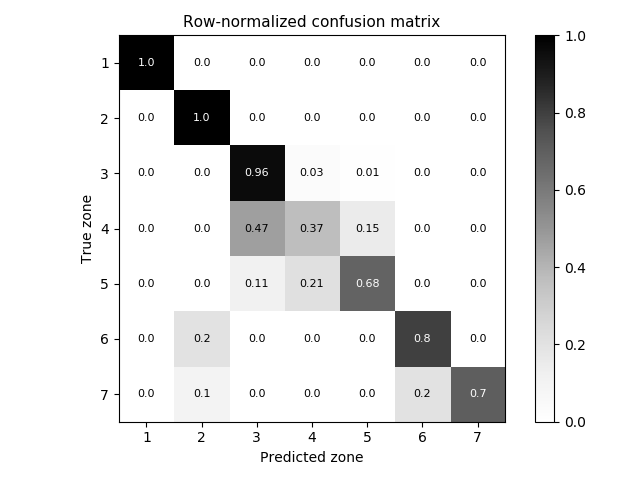 Row-normalized confusion matrix
True zone
1 1.0 0.0 0.0 0.0 0.0 0.0 0.0
2 0.0 1.0 0.0 0.0 0.0 0.0 0.0
3 0.0 0.0 0.96 0.03 0.01 0.0 0.0
4 0.0 0.0 0.47 0.37 0.15 0.0 0.0
5 0.0 0.0 0.11 0.21 0.68 0.0 0.0
6 0.0 0.2 0.0 0.0 0.0 0.8 0.0
7 0.0 0.1 0.0 0.0 0.0 0.2 0.7
1 2 3 4 5 6 7
Predicted zone
1.0
0.8
0.6
0.4
0.2
0.0